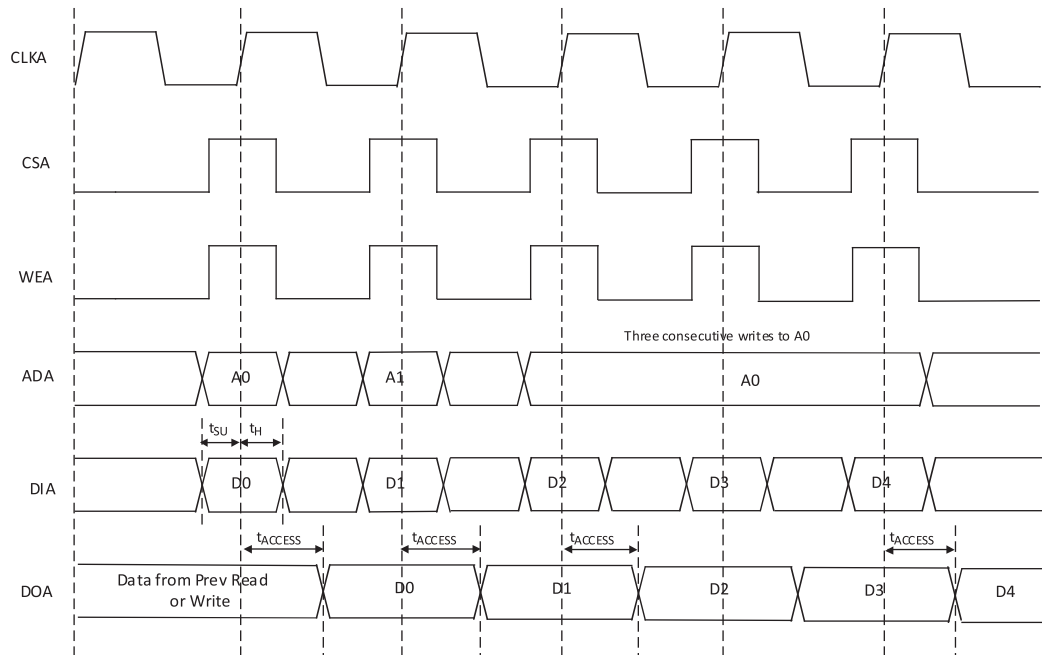 CLKA
CSA
WEA
Three consecutive writes to A0
ADA
A0
A1
A0
tSU
tH
DIA
D0
D1
D2
D3
D4
tACCESS
tACCESS
tACCESS
tACCESS
DOA
Data from Prev Read
or Write
D0
D1
D2
D3
D4